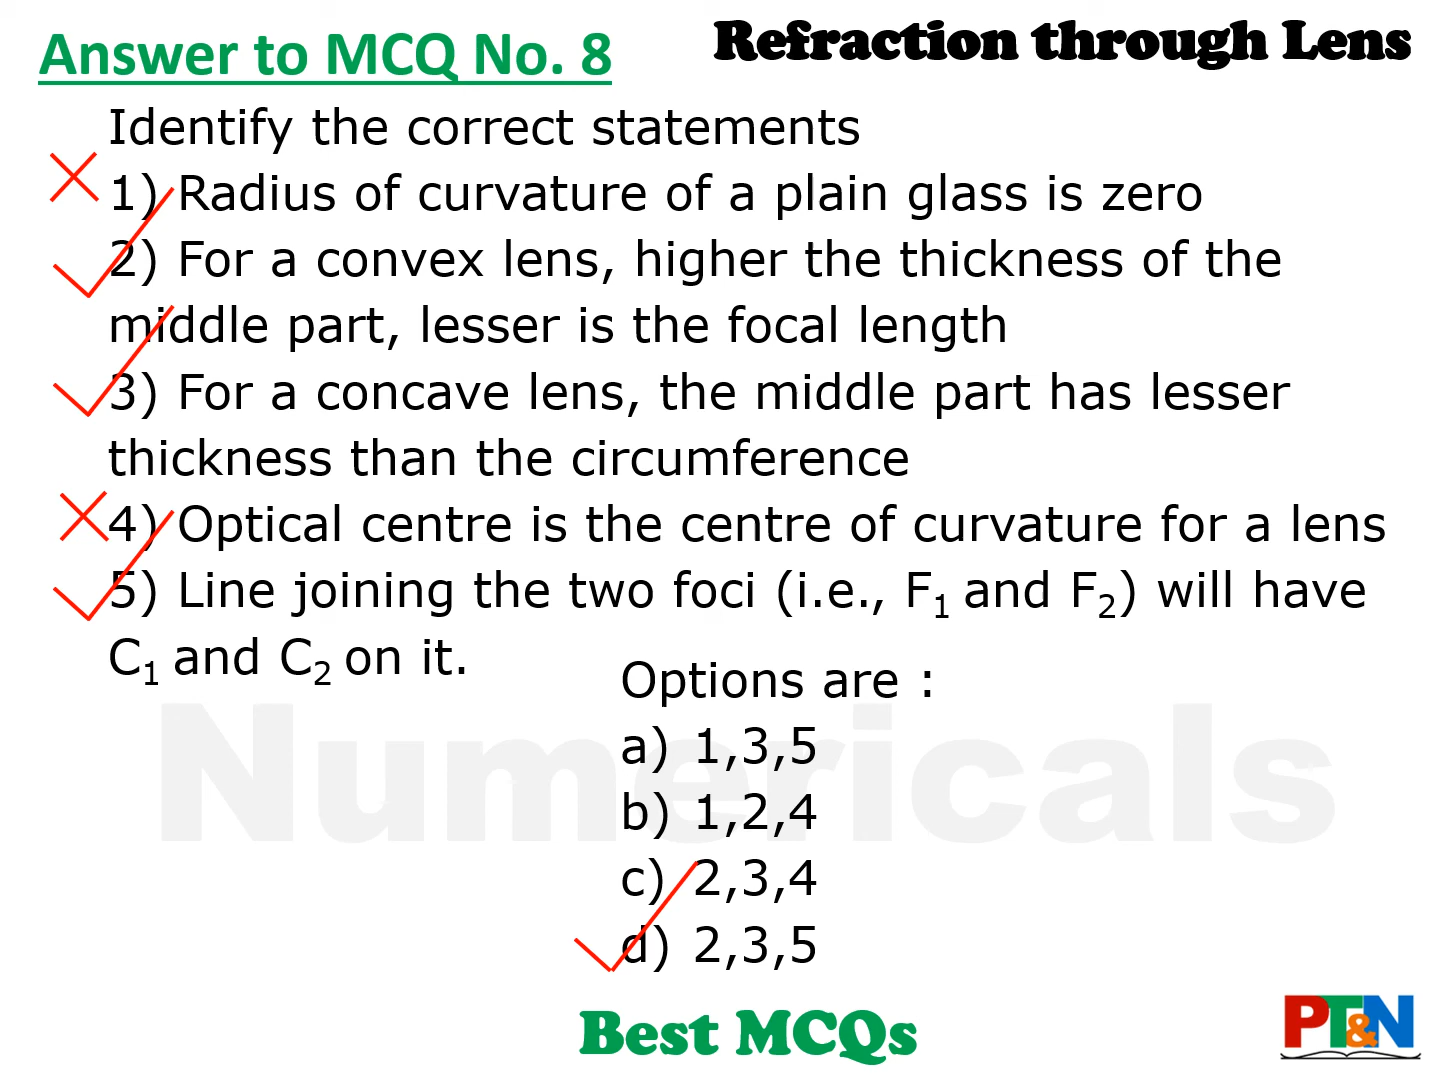 Answer to MCQ No. 8
Refraction through Lens
Identify the correct statements
1) Radius of curvature of a plain glass is zero
2) For a convex lens, higher the thickness of the
middle part, lesser is the focal length
3) For a concave lens, the middle part has lesser
thickness than the circumference
4) Optical centre is the centre of curvature for a lens
5) Line joining the two foci (i.e., F₁ and F₂) will have
C₁ and C₂ on it.
Options are :
a) 1,3,5
b) 1,2,4
c) 2,3,4
d) 2,3,5
Numericals
Best MCQs
PT&N